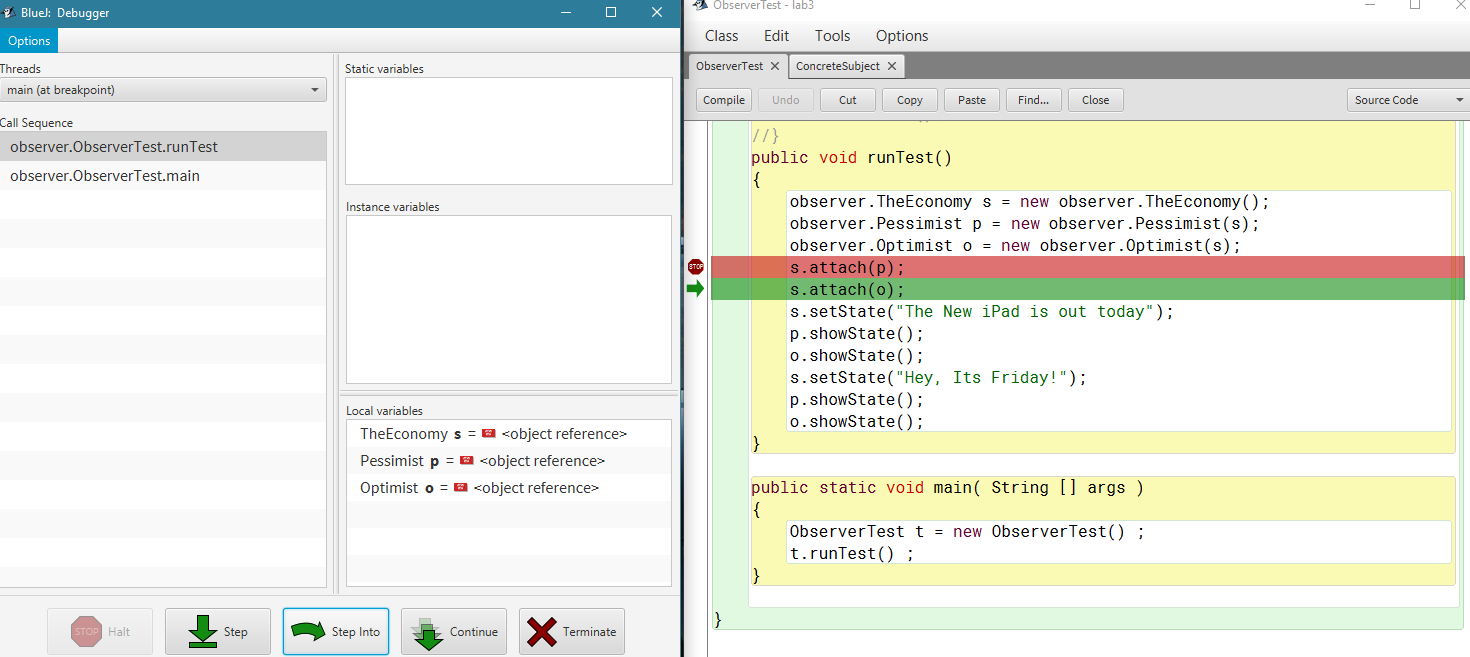 BlueJ: Debugger
Options
Threads
main (at breakpoint)
Call Sequence
observer.ObserverTest.runTest
observer.ObserverTest.main
Static variables
Instance variables
Local variables
TheEconomy s = <object reference>
Pessimist p = <object reference>
Optimist o = <object reference>
STOP Halt
Step
Step Into
Continue
Terminate
ObserverTest - lab3
Class Edit Tools Options
ObserverTest ConcreteSubject
Compile Undo Cut Copy Paste Find... Close Source Code
//}
public void runTest()
{
observer.TheEconomy s = new observer.TheEconomy();
observer.Pessimist p = new observer.Pessimist(s);
observer.Optimist o = new observer.Optimist(s);
STOP s.attach(p);
s.attach(o);
s.setState("The New iPad is out today");
p.showState();
o.showState();
s.setState("Hey, Its Friday!");
p.showState();
o.showState();
}
public static void main( String [] args )
{
ObserverTest t = new ObserverTest() ;
t.runTest() ;
}
}